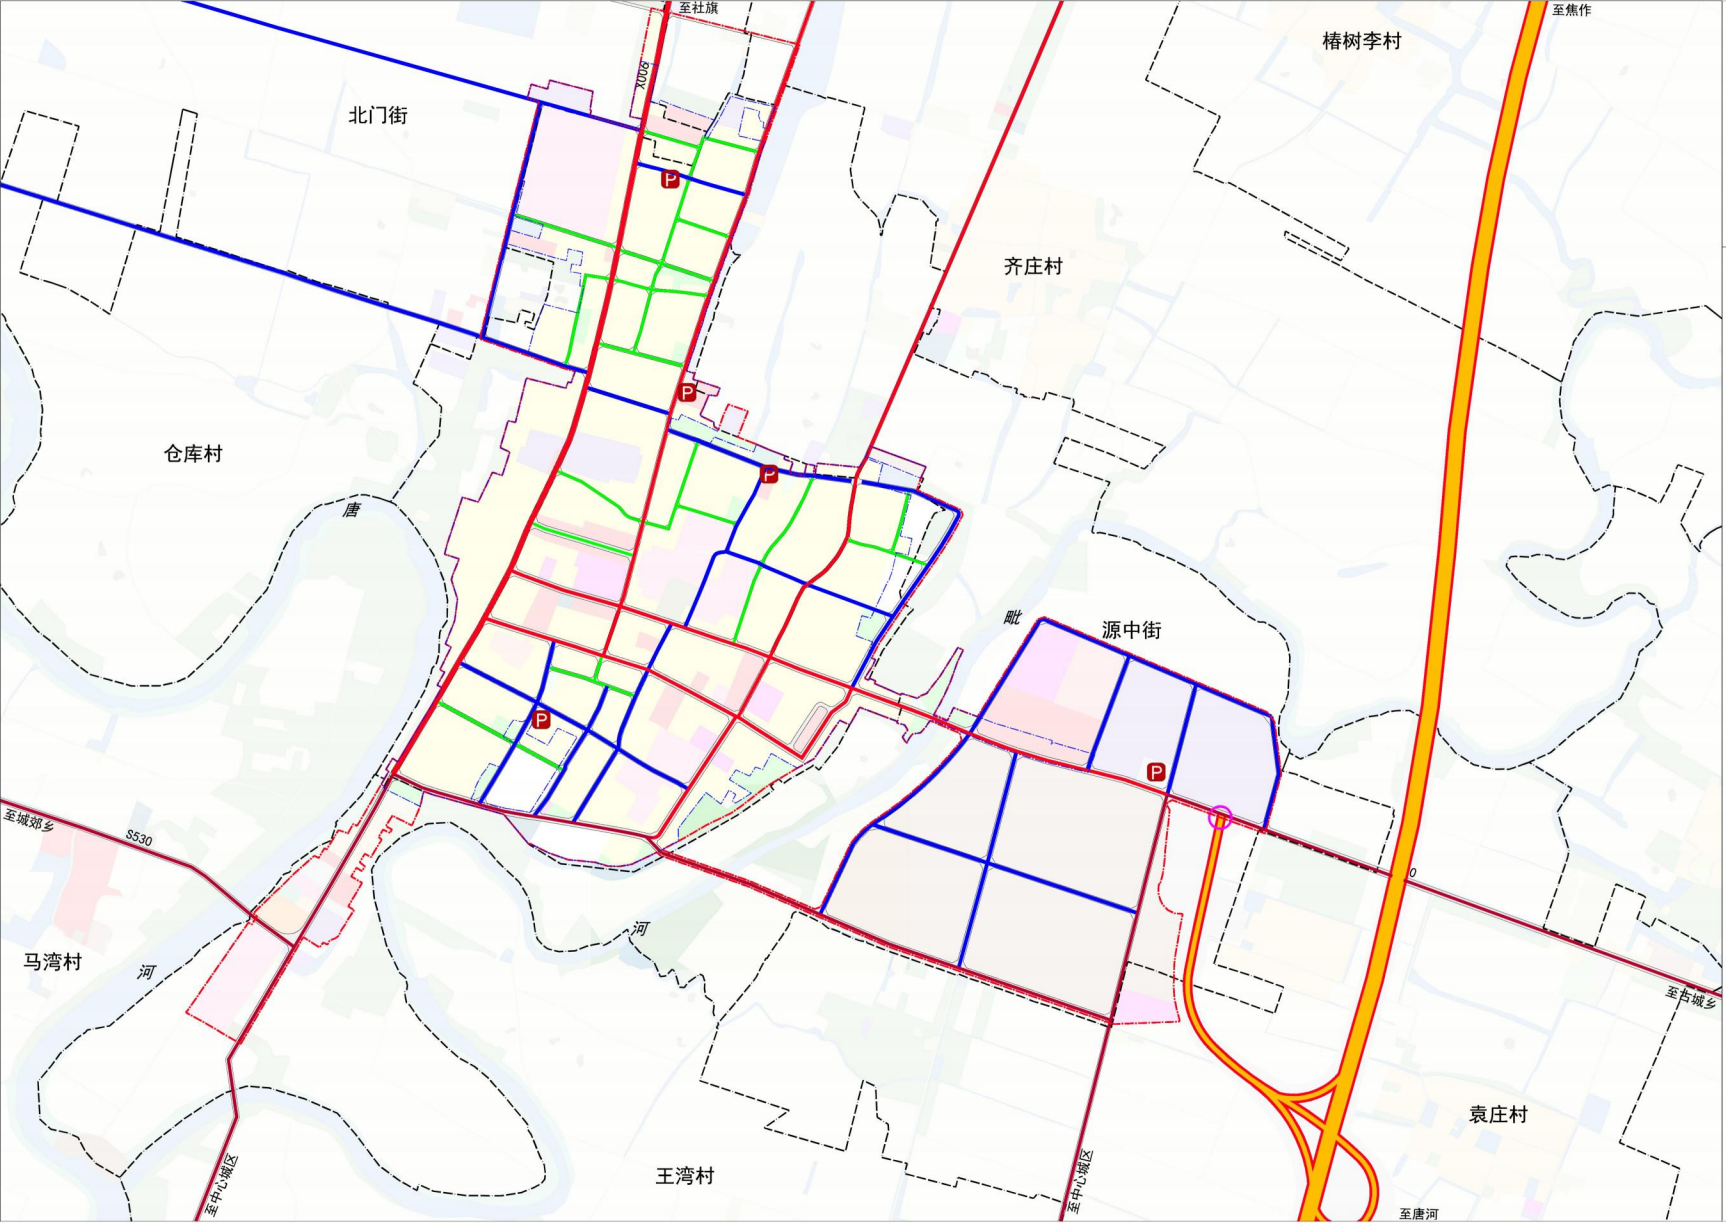 至社旗
至焦作
椿树李村
X006
北门街
P
齐庄村
P
仓库村
P
唐
毗
源中街
P
P
至城郊乡
S530
0
河
马湾村
河
至古城乡
袁庄村
王湾村
至中心城区
至中心城区
至唐河